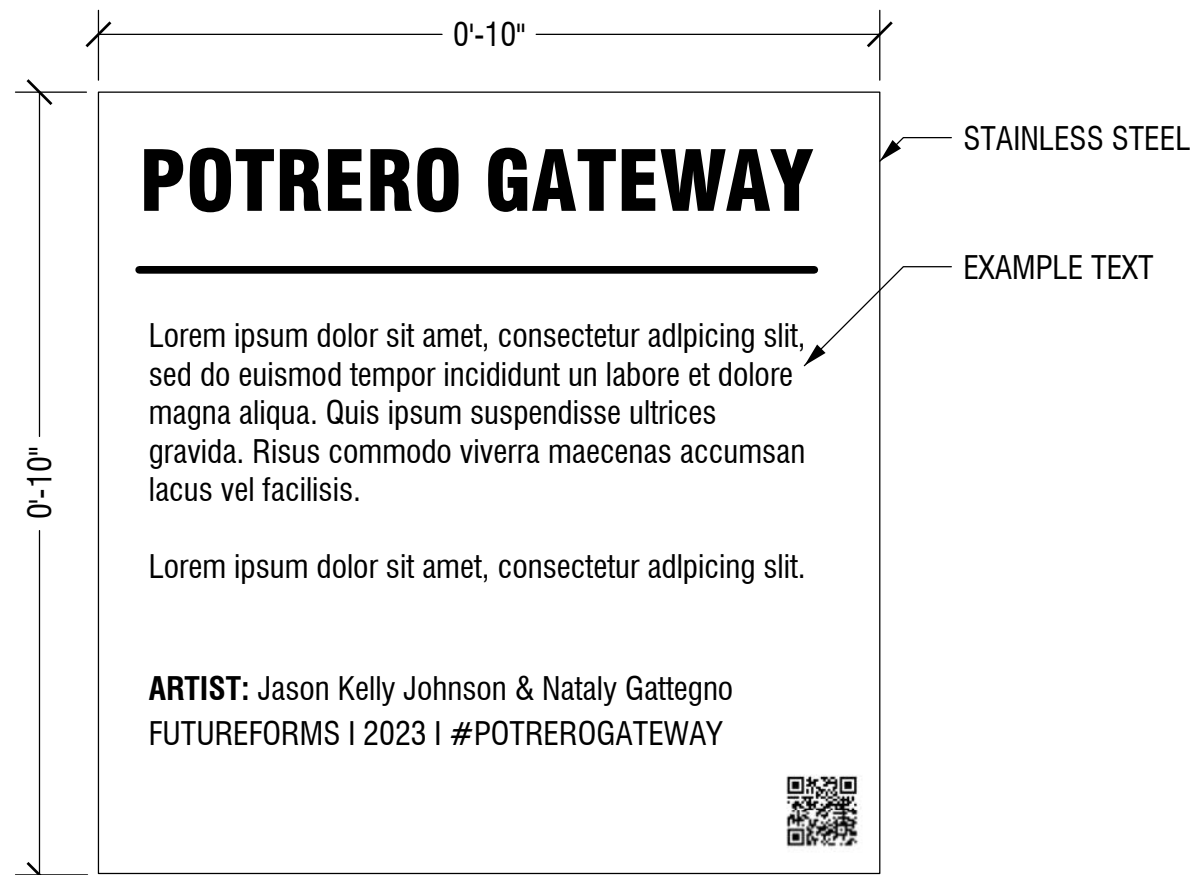 0'-10"
STAINLESS STEEL
POTRERO GATEWAY
EXAMPLE TEXT
Lorem ipsum dolor sit amet, consectetur adlpicing slit,
sed do euismod tempor incididunt un labore et dolore
magna aliqua. Quis ipsum suspendisse ultrices
gravida. Risus commodo viverra maecenas accumsan
lacus vel facilisis.
0'-10"
Lorem ipsum dolor sit amet, consectetur adlpicing slit.
ARTIST: Jason Kelly Johnson & Nataly Gattegno
FUTUREFORMS I 2023 I #POTREROGATEWAY